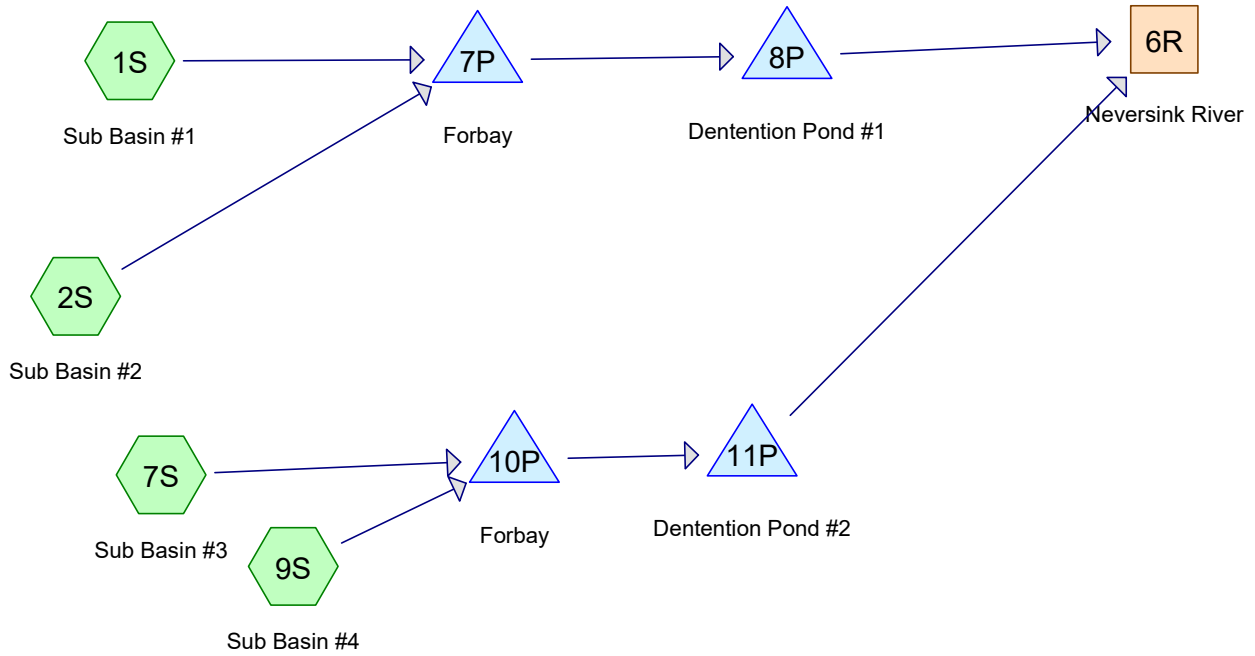 1S
Sub Basin #1
7P
Forbay
8P
Dentention Pond #1
6R
Neversink River
2S
Sub Basin #2
7S
Sub Basin #3
10P
Forbay
11P
Dentention Pond #2
9S
Sub Basin #4